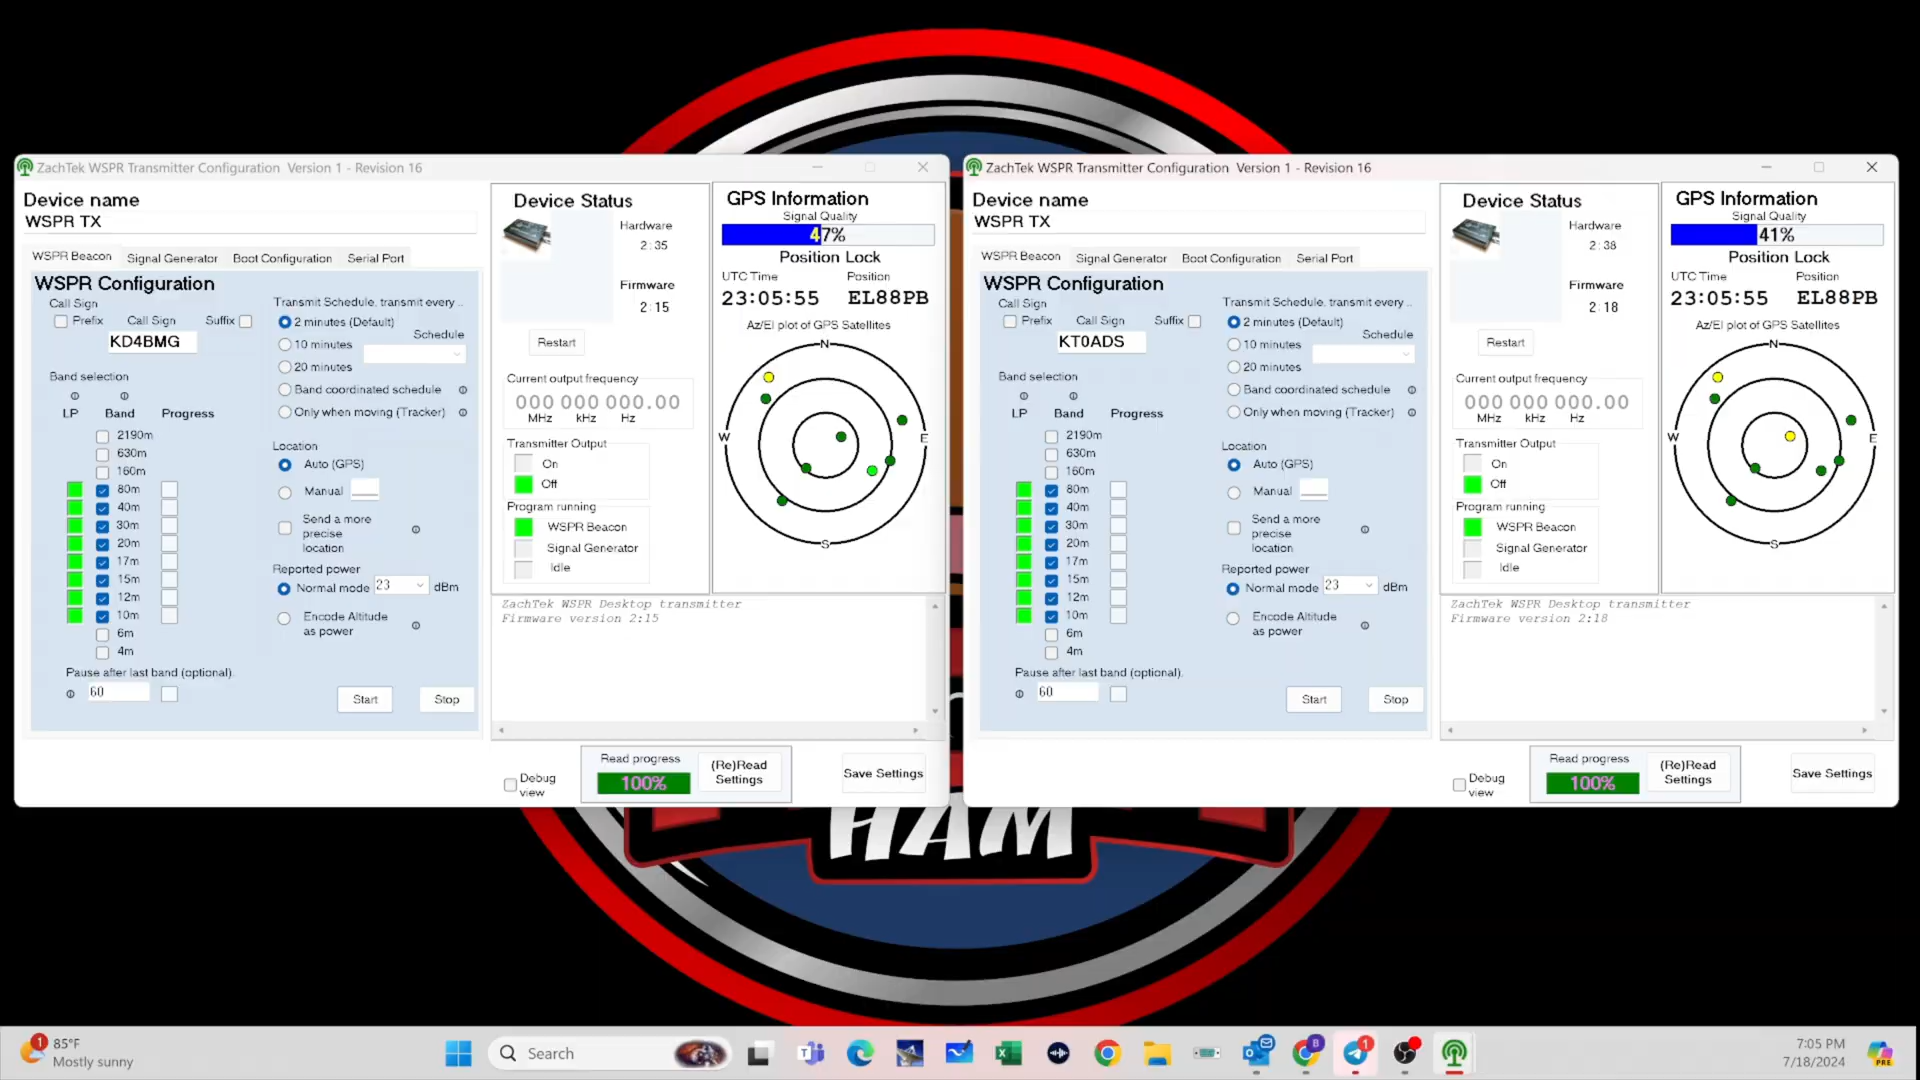 ZachTek WSPR Transmitter Configuration Version 1 - Revision 16
Device name
WSPR TX
WSPR Beacon Signal Generator Boot Configuration Serial Port
WSPR Configuration
Call Sign
Prefix Call Sign Suffix
KD4BMG
Transmit Schedule, transmit every ..
2 minutes (Default)
10 minutes
20 minutes
Schedule
Band coordinated schedule
Only when moving (Tracker)
Band selection
LP Band Progress
2190m
630m
160m
80m
40m
30m
20m
17m
15m
12m
10m
6m
4m
Location
Auto (GPS)
Manual
Send a more
precise
location
Reported power
Normal mode 23 dBm
Encode Altitude
as power
Pause after last band (optional).
60
Start Stop
Device Status
Hardware
2:35
Firmware
2:15
Restart
Current output frequency
000 000 000.00
MHz kHz Hz
Transmitter Output
On
Off
Program running
WSPR Beacon
Signal Generator
Idle
GPS Information
Signal Quality
47%
Position Lock
UTC Time Position
23:05:55 EL88PB
Az/El plot of GPS Satellites
N
W
E
S
ZachTek WSPR Desktop transmitter
Firmware version 2:15
Debug
view
Read progress
100%
(Re)Read
Settings
Save Settings
ZachTek WSPR Transmitter Configuration Version 1 - Revision 16
Device name
WSPR TX
WSPR Beacon Signal Generator Boot Configuration Serial Port
WSPR Configuration
Call Sign
Prefix Call Sign Suffix
KT0ADS
Transmit Schedule, transmit every ..
2 minutes (Default)
10 minutes
20 minutes
Schedule
Band coordinated schedule
Only when moving (Tracker)
Band selection
LP Band Progress
2190m
630m
160m
80m
40m
30m
20m
17m
15m
12m
10m
6m
4m
Location
Auto (GPS)
Manual
Send a more
precise
location
Reported power
Normal mode 23 dBm
Encode Altitude
as power
Pause after last band (optional).
60
Start Stop
Device Status
Hardware
2:38
Firmware
2:18
Restart
Current output frequency
000 000 000.00
MHz kHz Hz
Transmitter Output
On
Off
Program running
WSPR Beacon
Signal Generator
Idle
GPS Information
Signal Quality
41%
Position Lock
UTC Time Position
23:05:55 EL88PB
Az/El plot of GPS Satellites
N
W
E
S
ZachTek WSPR Desktop transmitter
Firmware version 2:18
Debug
view
Read progress
100%
(Re)Read
Settings
Save Settings
HAM
1
85°F
Mostly sunny
Search
B
1
7:05 PM
7/18/2024
PRE